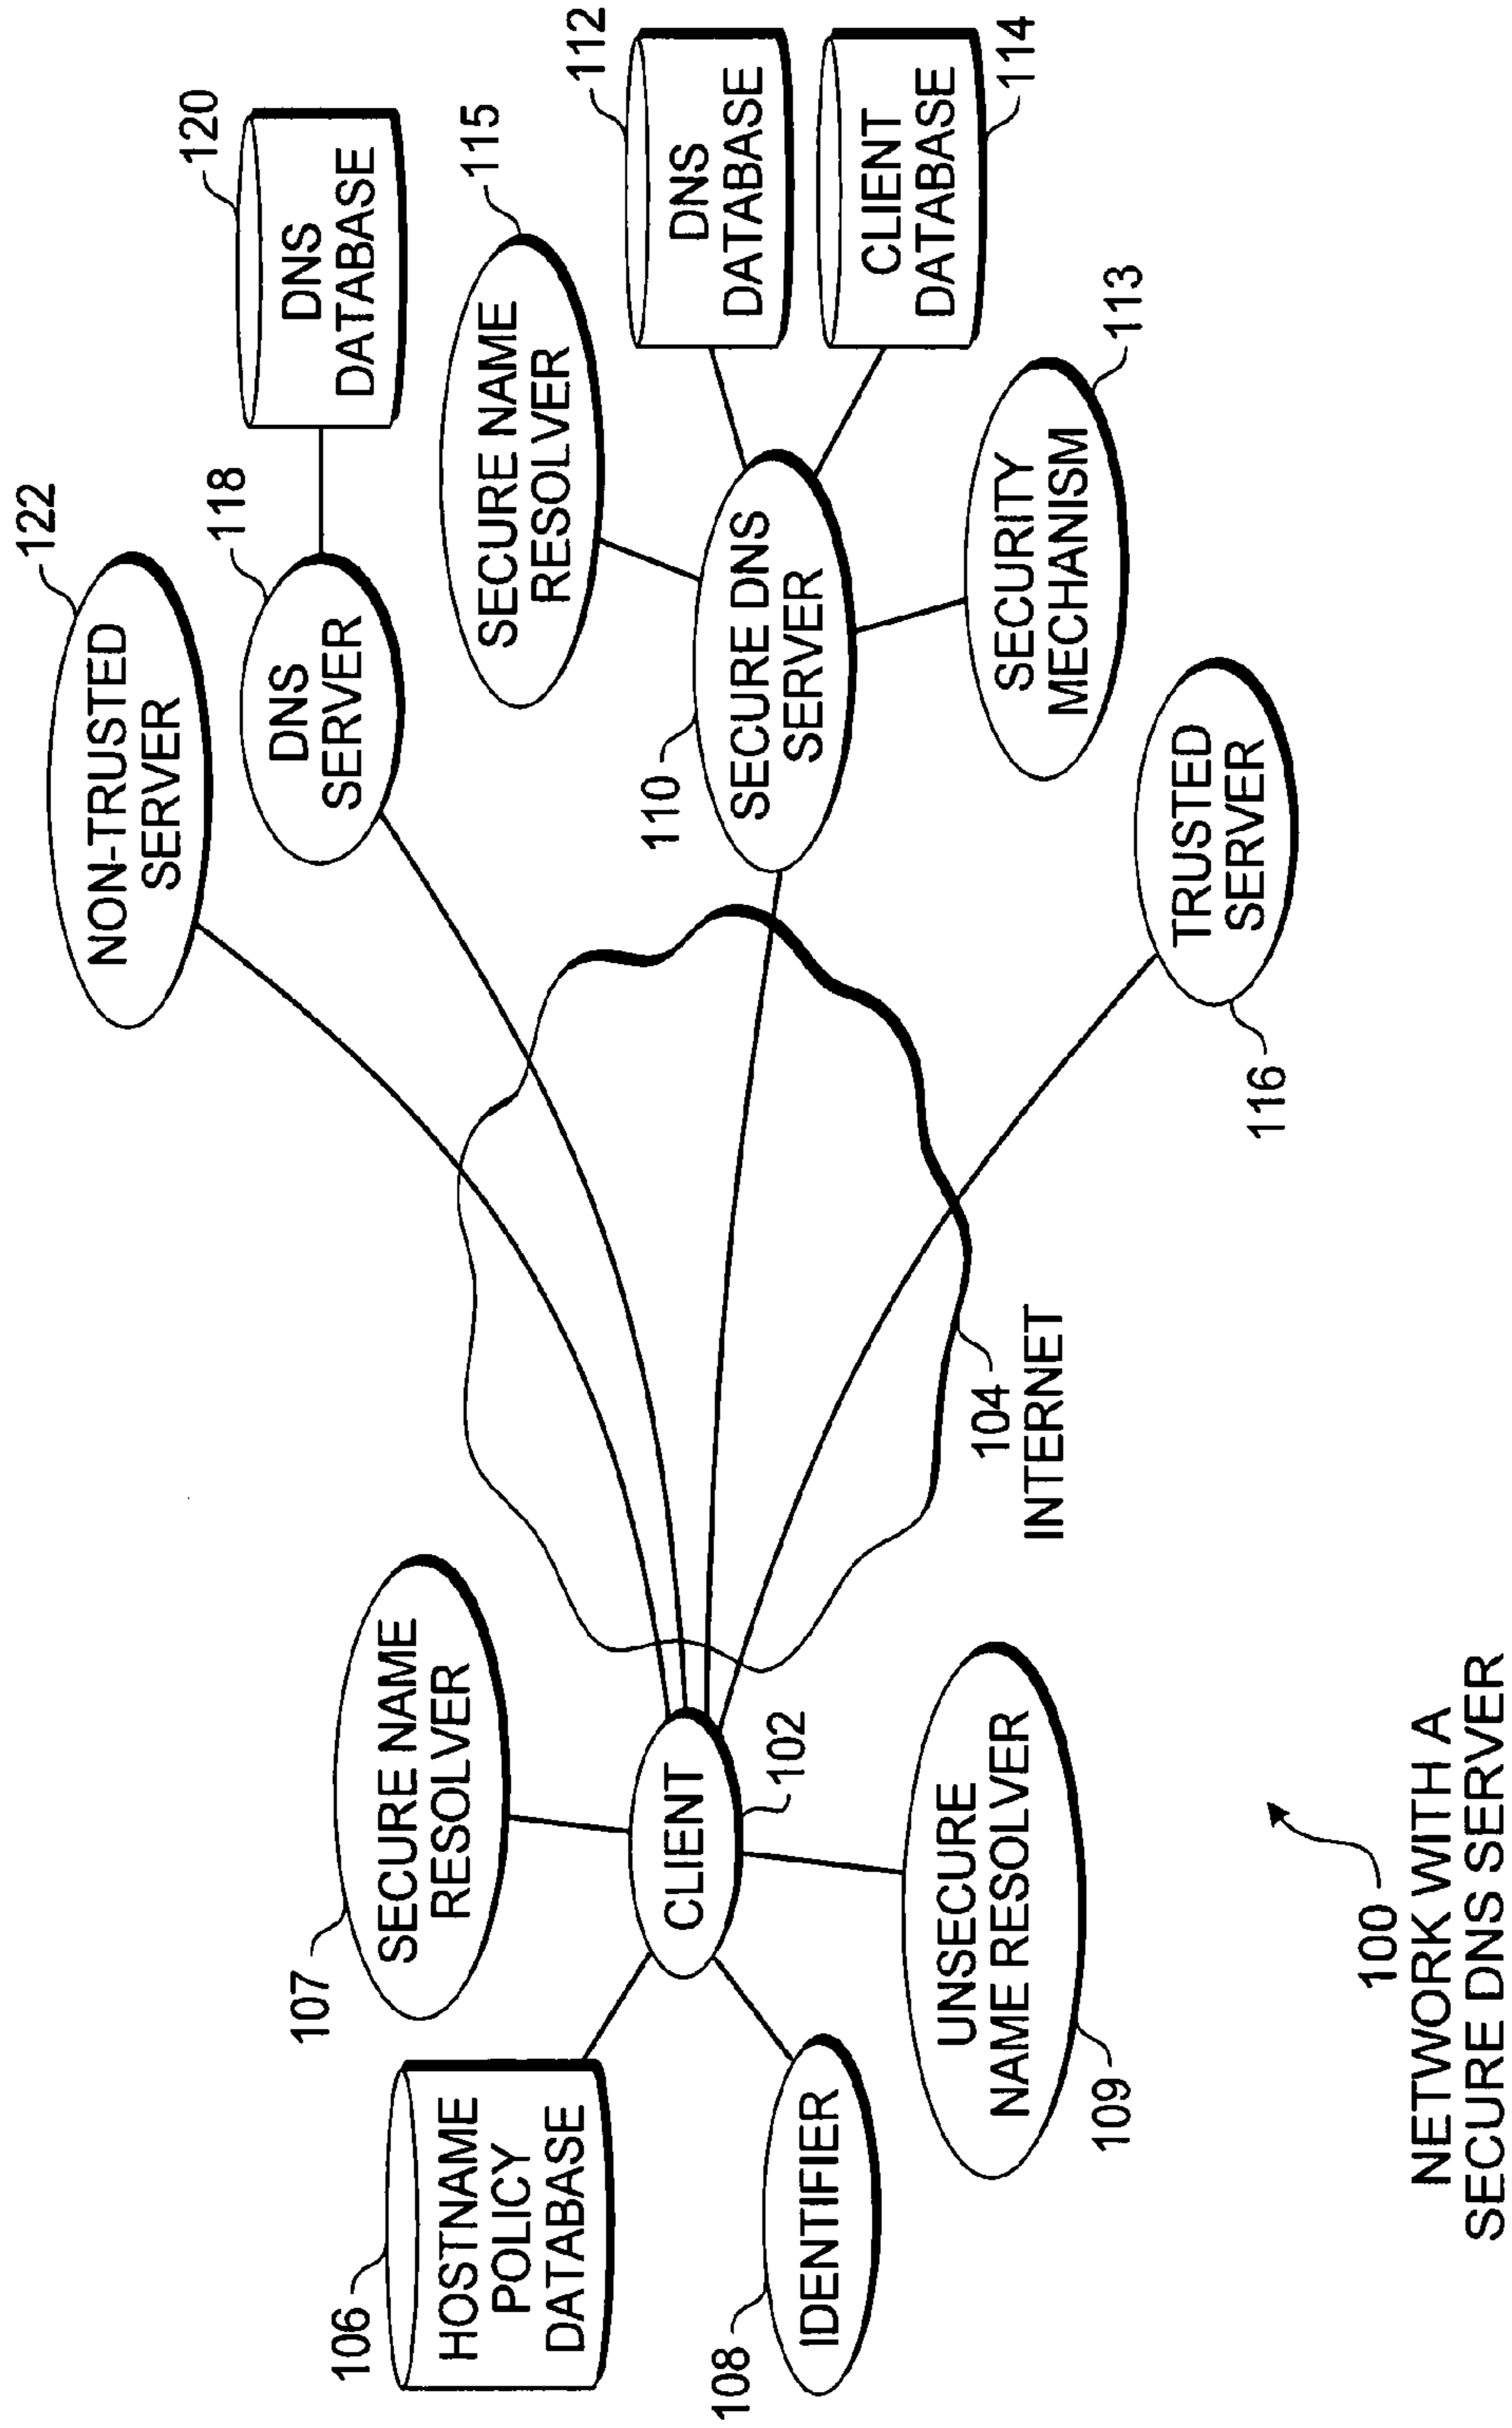 122
NON-TRUSTED
SERVER
118
DNS
SERVER
120
DNS
DATABASE
115
SECURE NAME
RESOLVER
112
DNS
DATABASE
CLIENT
DATABASE
114
110
SECURE DNS
SERVER
SECURITY
MECHANISM
113
TRUSTED
SERVER
116
104
INTERNET
107
SECURE NAME
RESOLVER
106
HOSTNAME
POLICY
DATABASE
CLIENT
102
108
IDENTIFIER
UNSECURE
NAME RESOLVER
109
100
NETWORK WITH A
SECURE DNS SERVER